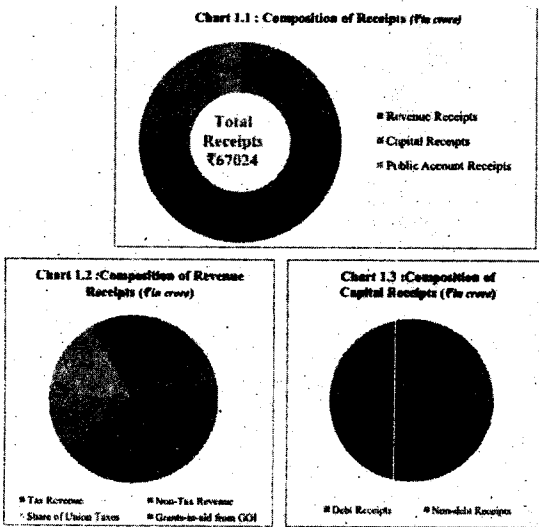 Chart 1.1 : Composition of Receipts (₹in crore)
Total
Receipts
₹67024
Revenue Receipts
Capital Receipts
Public Account Receipts
Chart 1.2 :Composition of Revenue
Receipts (₹in crore)
Tax Revenue
Non-Tax Revenue
Share of Union Taxes
Grants-in-aid from GOI
Chart 1.3 :Composition of
Capital Receipts (₹in crore)
Debt Receipts
Non-debt Receipts